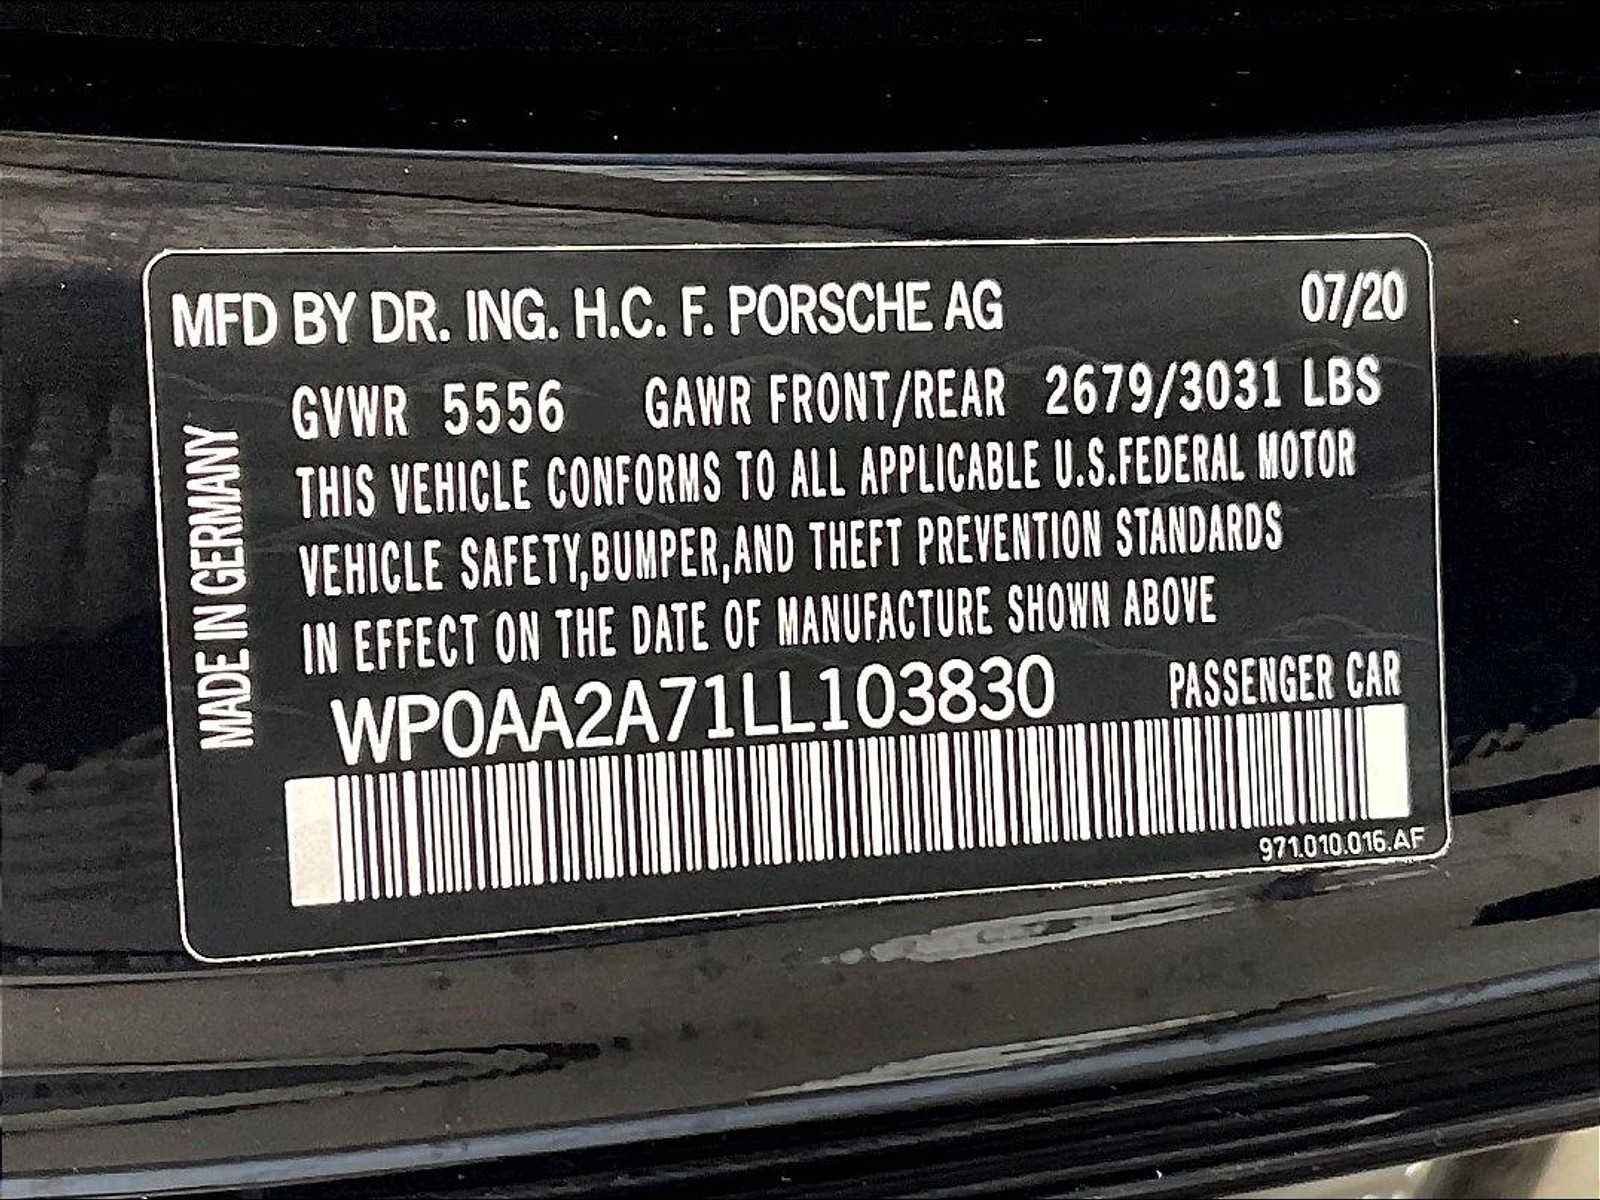 MFD BY DR. ING. H.C. F. PORSCHE AG 07/20
GVWR 5556 GAWR FRONT/REAR 2679/3031 LBS
THIS VEHICLE CONFORMS TO ALL APPLICABLE U.S.FEDERAL MOTOR
VEHICLE SAFETY,BUMPER,AND THEFT PREVENTION STANDARDS
IN EFFECT ON THE DATE OF MANUFACTURE SHOWN ABOVE
WP0AA2A71LL103830 PASSENGER CAR
971.010.016.AF
MADE IN GERMANY